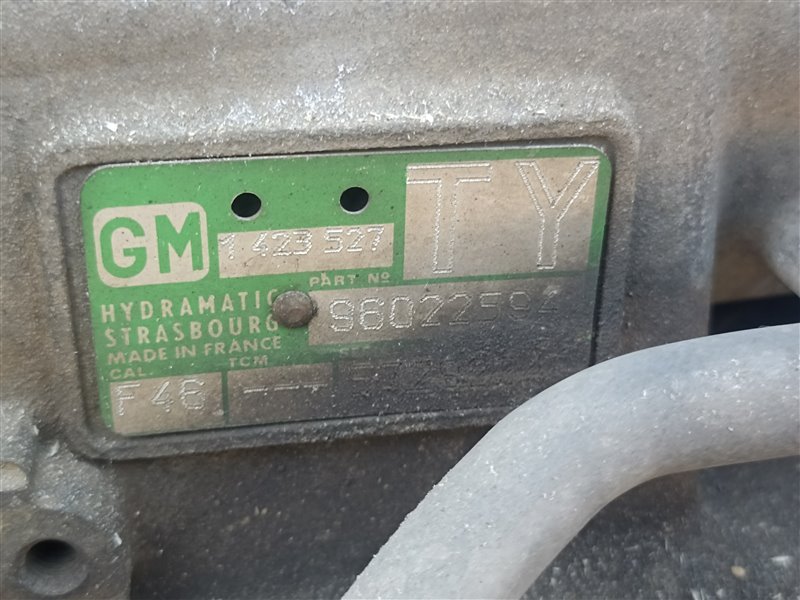 GM
1 423 527
TY
PART Nº
HYDRAMATIC
STRASBOURG
96022594
MADE IN FRANCE
CAL.
TCM
F46
---